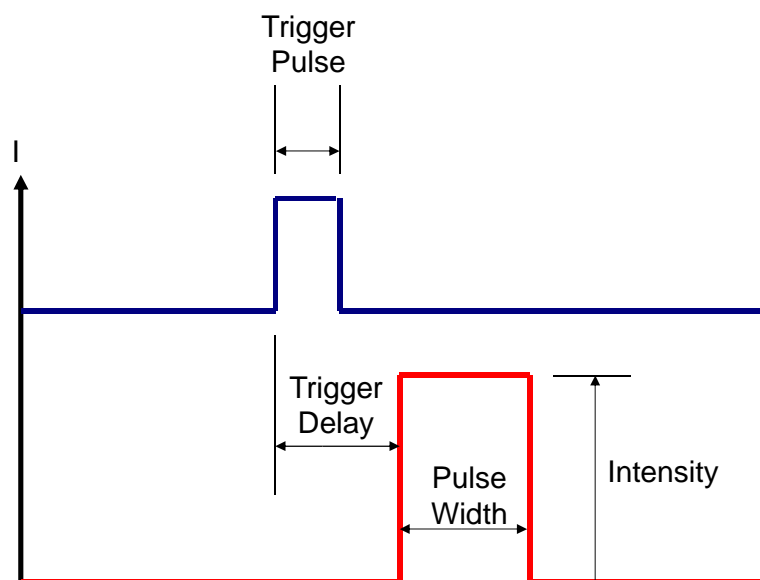 Trigger
Pulse
I
Trigger
Delay
Pulse
Width
Intensity